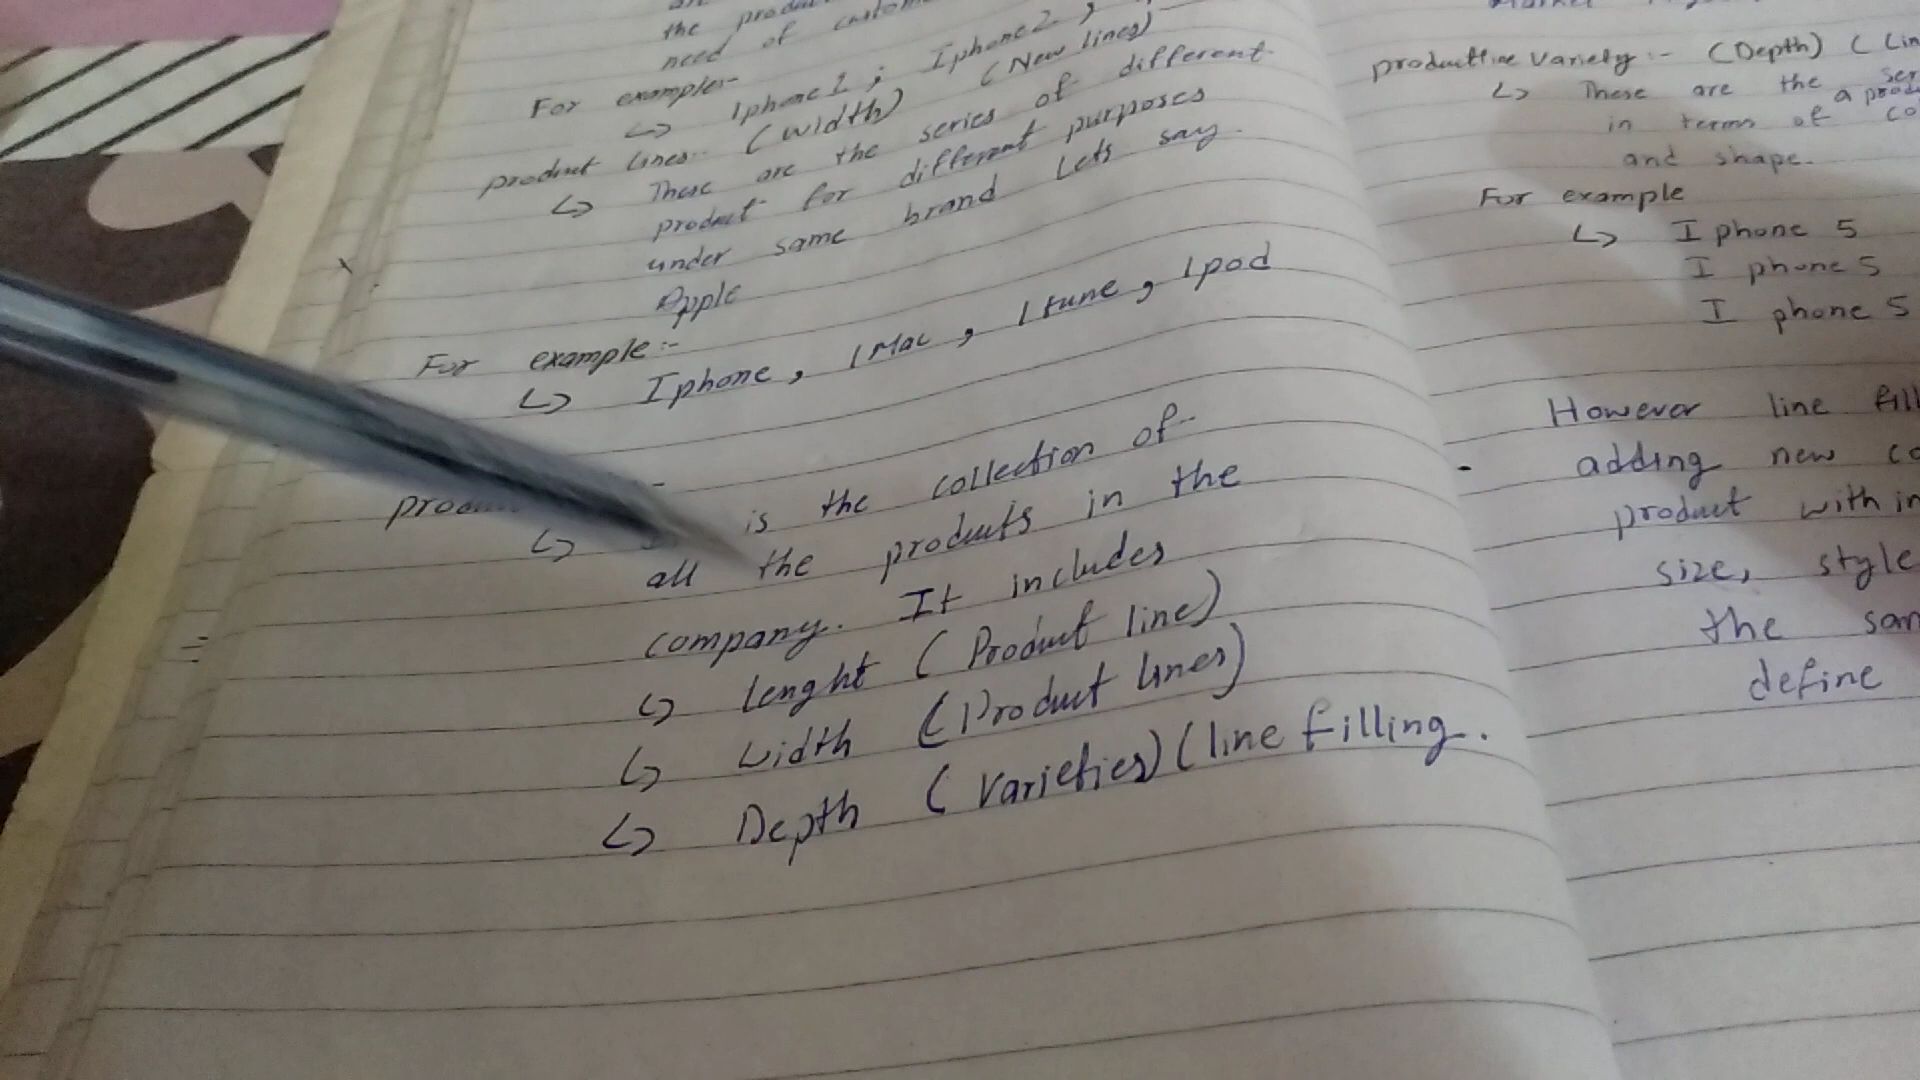 the
need of
For example:-
↳ Iphone 1 ; Iphone 2 ,
product lines:- (width) (New lines)
↳ These are the series of different
product for different purposes
under same brand Lets say.
Apple
For example :-
↳ Iphone , I Mac , I tune , Ipod
is the collection of
all the products in the
company. It includes
↳ lenght ( Product line)
↳ width ( Product lines)
↳ Depth ( varieties) ( line filling .
productline variety :- (Depth) (
↳ These are the
in terms of
and shape.
For example
↳ I phone 5
I phone 5
I phone 5
However line
adding new
product with in
size, style
the
define